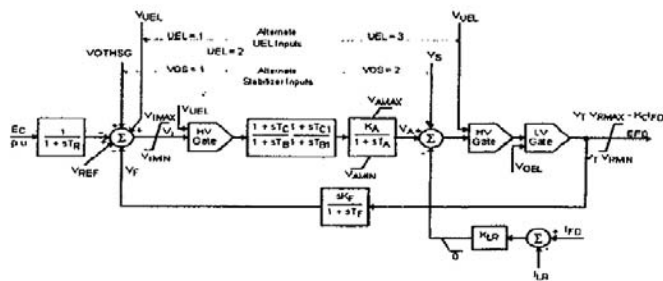 VUEL
UEL = 1
Alternate
UEL Inputs
UEL = 2
UEL = 3
VUEL
VOTHSG
VOS = 1
Alternate
Stabilizer Inputs
VOS = 2
VS
VIMAX
VUEL
VAMAX
VT VRMAX - KCIFD
EC
pu
1
1 + sTR
Σ
VI
HV
Gate
1 + sTC 1 + sTC1
1 + sTB 1 + sTB1
KA
1 + sTA
VA
Σ
HV
Gate
LV
Gate
EFD
VREF
VIMIN
VF
VAMIN
VOEL
VT VRMIN
sKF
1 + sTF
0
KLR
Σ
IFD
ILR